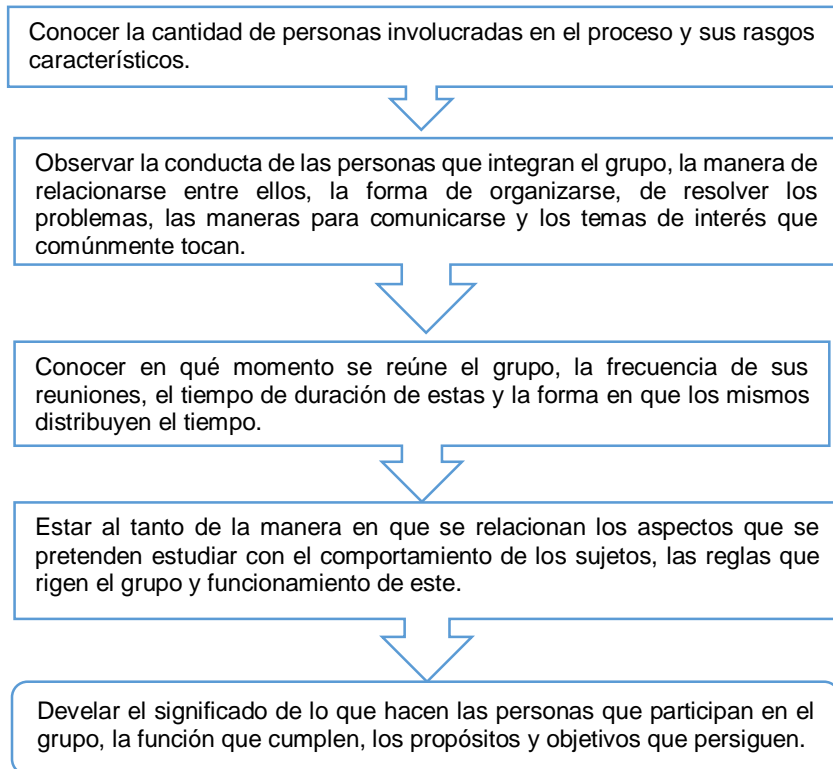 Conocer la cantidad de personas involucradas en el proceso y sus rasgos
característicos.
Observar la conducta de las personas que integran el grupo, la manera de
relacionarse entre ellos, la forma de organizarse, de resolver los
problemas, las maneras para comunicarse y los temas de interés que
comúnmente tocan.
Conocer en qué momento se reúne el grupo, la frecuencia de sus
reuniones, el tiempo de duración de estas y la forma en que los mismos
distribuyen el tiempo.
Estar al tanto de la manera en que se relacionan los aspectos que se
pretenden estudiar con el comportamiento de los sujetos, las reglas que
rigen el grupo y funcionamiento de este.
Develar el significado de lo que hacen las personas que participan en el
grupo, la función que cumplen, los propósitos y objetivos que persiguen.